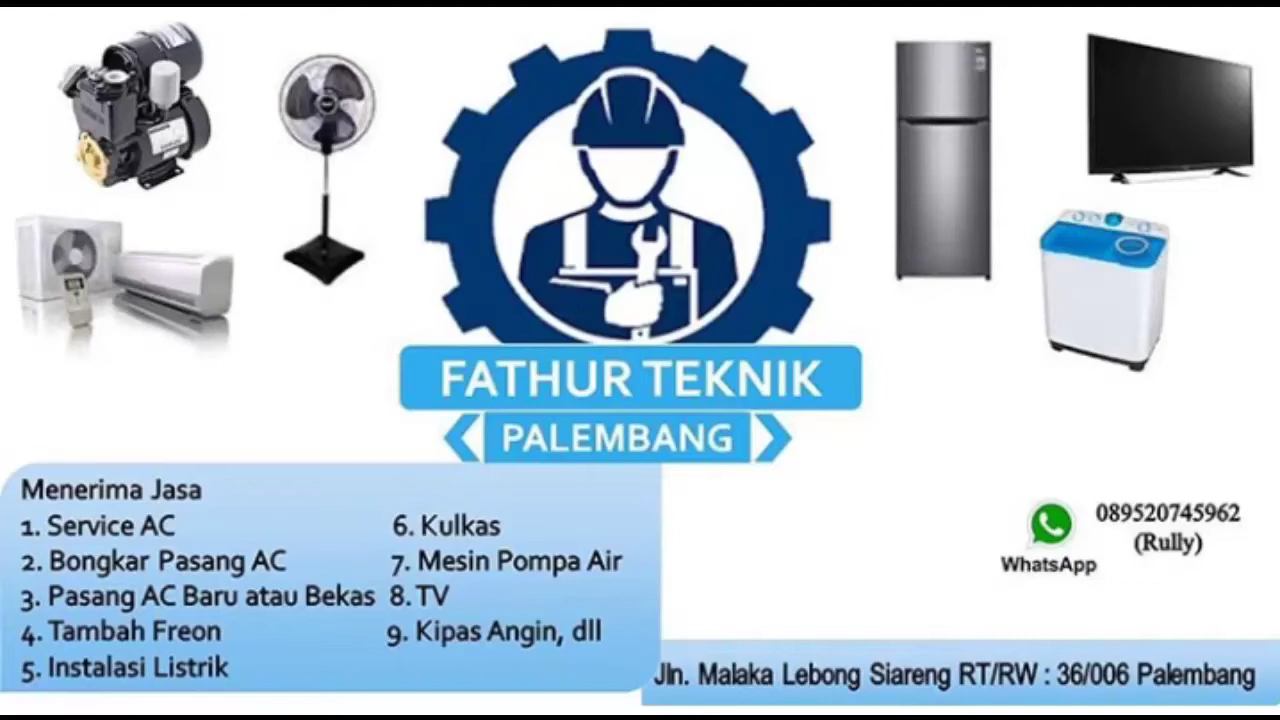 FATHUR TEKNIK
PALEMBANG
Menerima Jasa
1. Service AC
2. Bongkar Pasang AC
3. Pasang AC Baru atau Bekas
4. Tambah Freon
5. Instalasi Listrik
6. Kulkas
7. Mesin Pompa Air
8. TV
9. Kipas Angin, dll
WhatsApp
089520745962
(Rully)
Jln. Malaka Lebong Siareng RT/RW : 36/006 Palembang